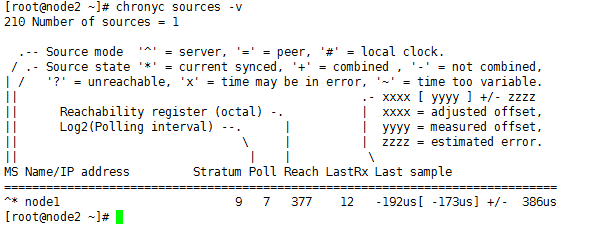 [root@node2 ~]# chronyc sources -v
210 Number of sources = 1

  .-- Source mode  '^' = server, '=' = peer, '#' = local clock.
 / .- Source state '*' = current synced, '+' = combined , '-' = not combined,
| /   '?' = unreachable, 'x' = time may be in error, '~' = time too variable.
||                                                 .- xxxx [ yyyy ] +/- zzzz
||      Reachability register (octal) -.           |  xxxx = adjusted offset,
||      Log2(Polling interval) --.      |          |  yyyy = measured offset,
||                                \     |          |  zzzz = estimated error.
||                                 |    |           \
MS Name/IP address         Stratum Poll Reach LastRx Last sample
===============================================================================
^* node1                         9   7   377    12   -192us[ -173us] +/-  386us
[root@node2 ~]#